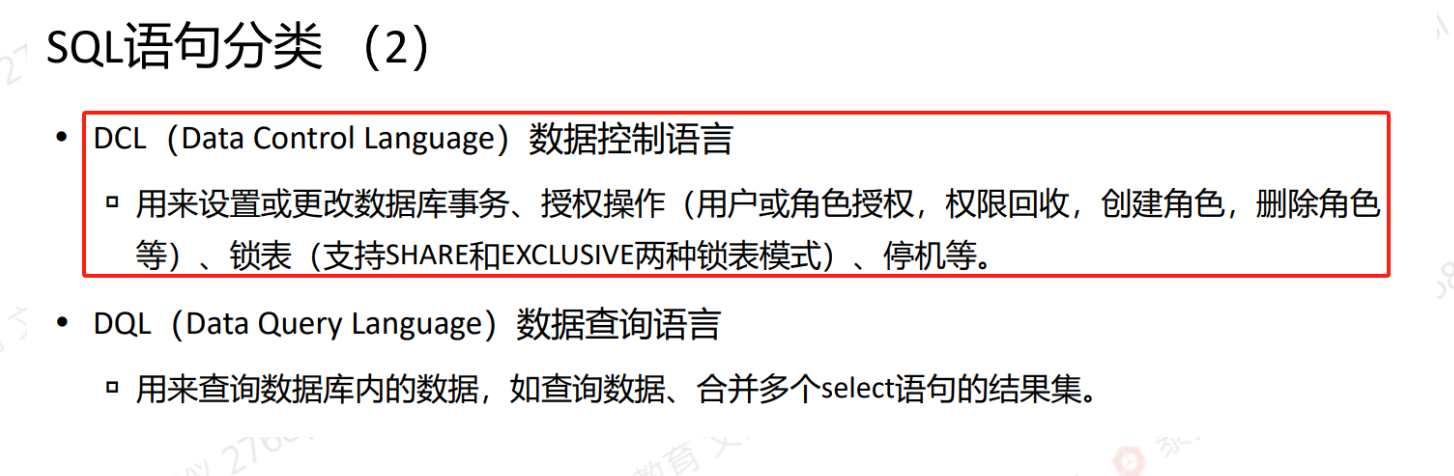 SQL语句分类 （2）
• DCL（Data Control Language）数据控制语言
▫ 用来设置或更改数据库事务、授权操作（用户或角色授权，权限回收，创建角色，删除角色
等）、锁表（支持SHARE和EXCLUSIVE两种锁表模式）、停机等。
• DQL（Data Query Language）数据查询语言
▫ 用来查询数据库内的数据，如查询数据、合并多个select语句的结果集。